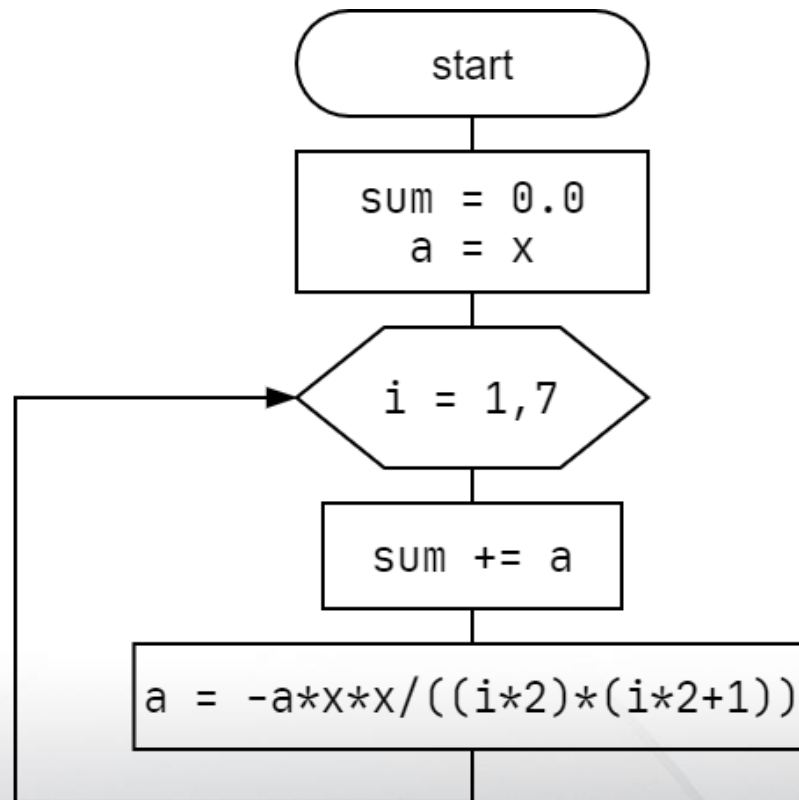 start
sum = 0.0
a = x
i = 1,7
sum += a
a = -a*x*x/((i*2)*(i*2+1))